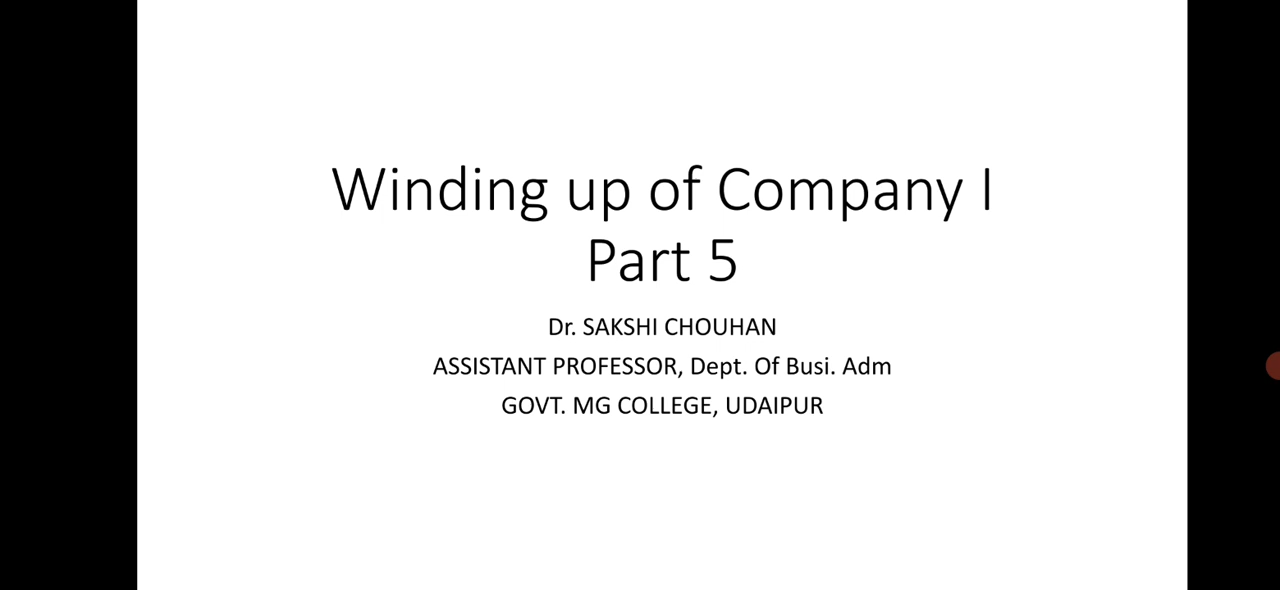 Winding up of Company I
Part 5
Dr. SAKSHI CHOUHAN
ASSISTANT PROFESSOR, Dept. Of Busi. Adm
GOVT. MG COLLEGE, UDAIPUR